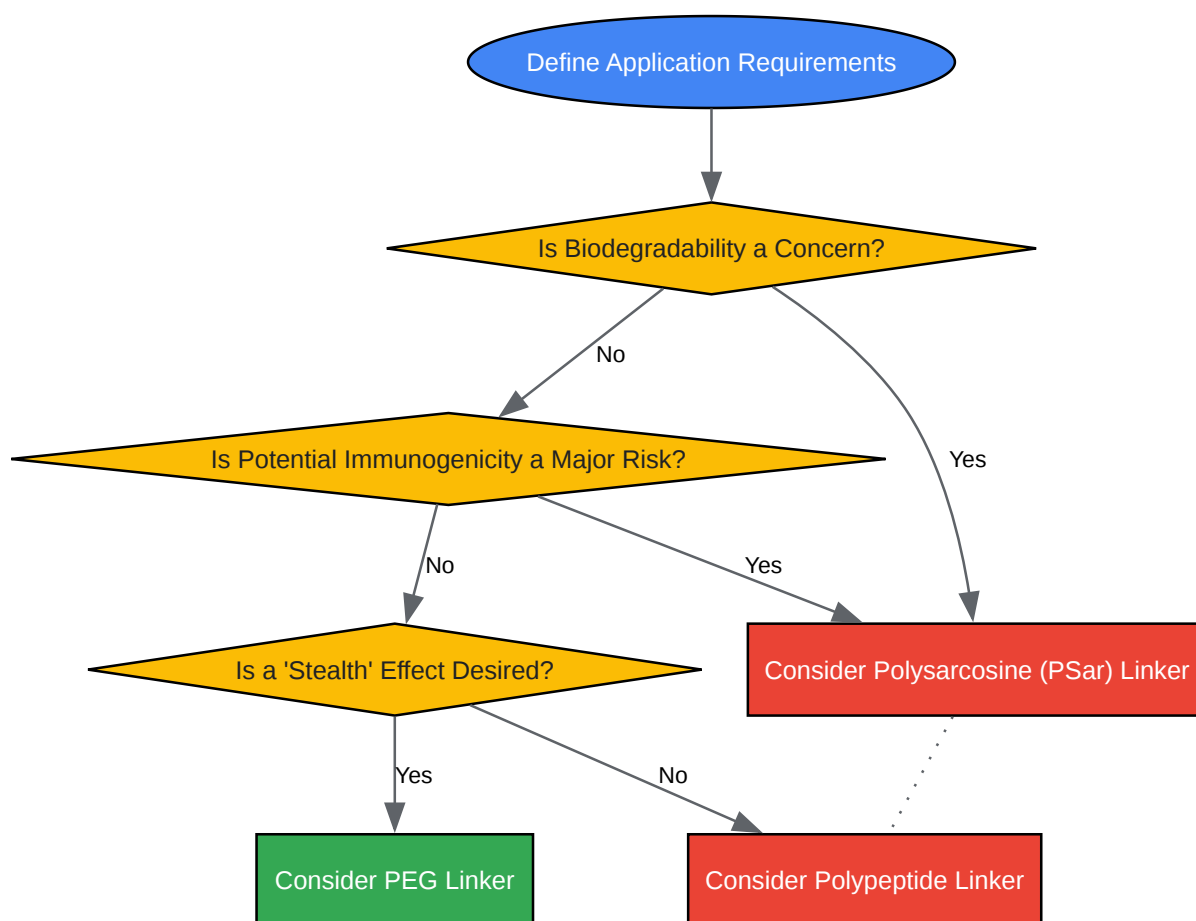 Define Application Requirements
Is Biodegradability a Concern?
No
Is Potential Immunogenicity a Major Risk?
Yes
No
Yes
Is a 'Stealth' Effect Desired?
Consider Polysarcosine (PSar) Linker
Yes
No
Consider PEG Linker
Consider Polypeptide Linker